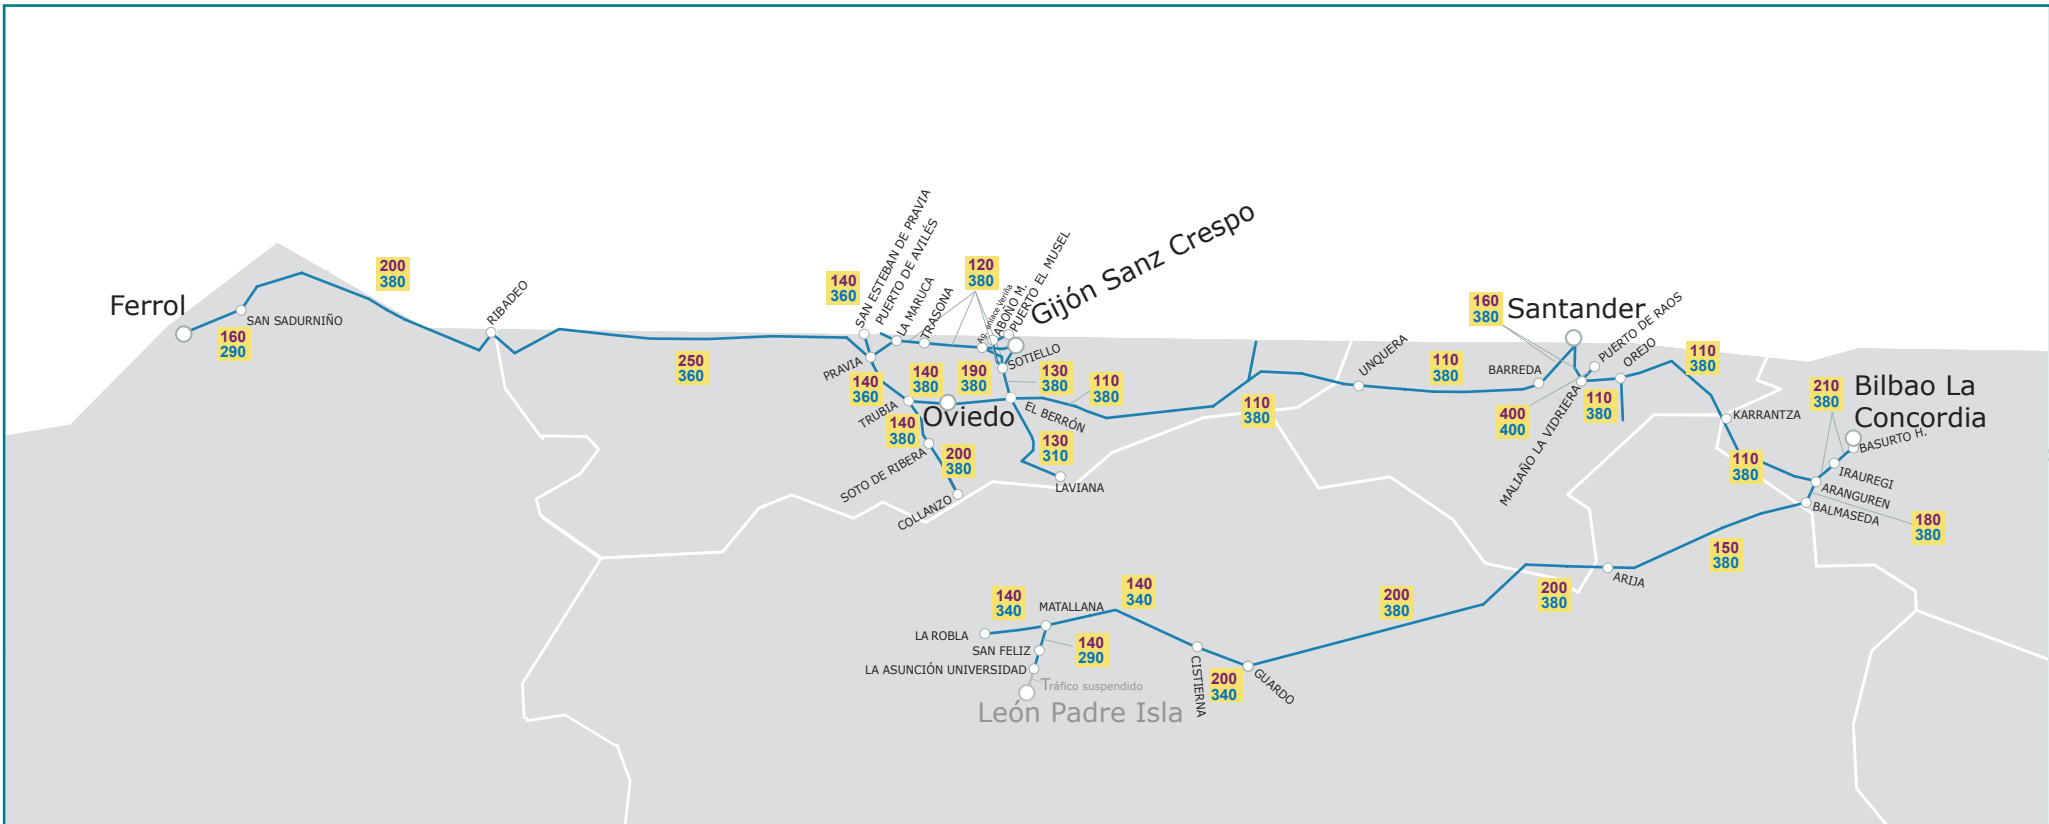 Ferrol
160
290
SAN SADURNIÑO
200
380
RIBADEO
250
360
140
360
SAN ESTEBAN DE PRAVIA
PUERTO DE AVILÉS
LA MARUCA
TRASONA
120
380
Ag. enlace Veriña
ABOÑO M.
PUERTO EL MUSEL
Gijón Sanz Crespo
SOTIELLO
PRAVIA
140
360
140
380
190
380
130
380
110
380
TRUBIA
Oviedo
EL BERRÓN
140
380
SOTO DE RIBERA
200
380
COLLANZO
130
310
LAVIANA
110
380
UNQUERA
110
380
BARREDA
160
380
Santander
PUERTO DE RAOS
OREJO
110
380
400
400
110
380
MALIAÑO LA VIDRIERA
KARRANTZA
110
380
210
380
Bilbao La
Concordia
BASURTO H.
IRAUREGI
ARANGUREN
BALMASEDA
180
380
150
380
ARIJA
200
380
200
380
140
340
MATALLANA
140
340
LA ROBLA
SAN FELIZ
140
290
LA ASUNCIÓN UNIVERSIDAD
Tráfico suspendido
León Padre Isla
CISTIERNA
200
340
GUARDO